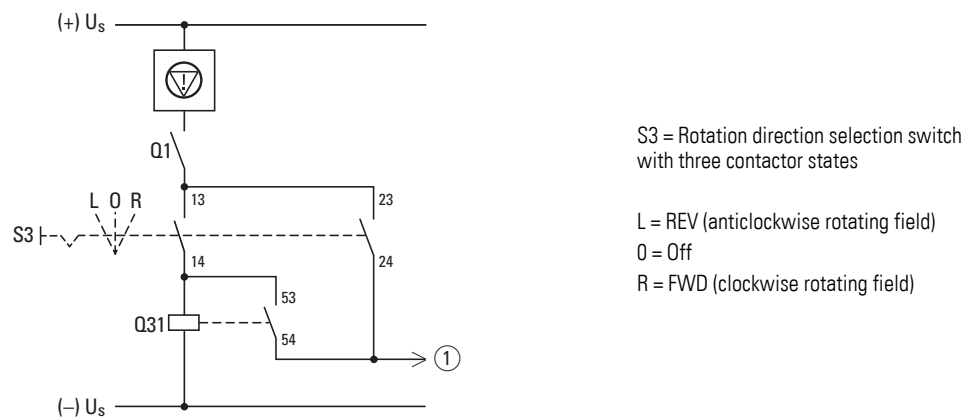 (+) Us
!
Q1
13
23
L 0 R
S3
14
24
53
Q31
54
1
(–) Us
S3 = Rotation direction selection switch
with three contactor states
L = REV (anticlockwise rotating field)
0 = Off
R = FWD (clockwise rotating field)